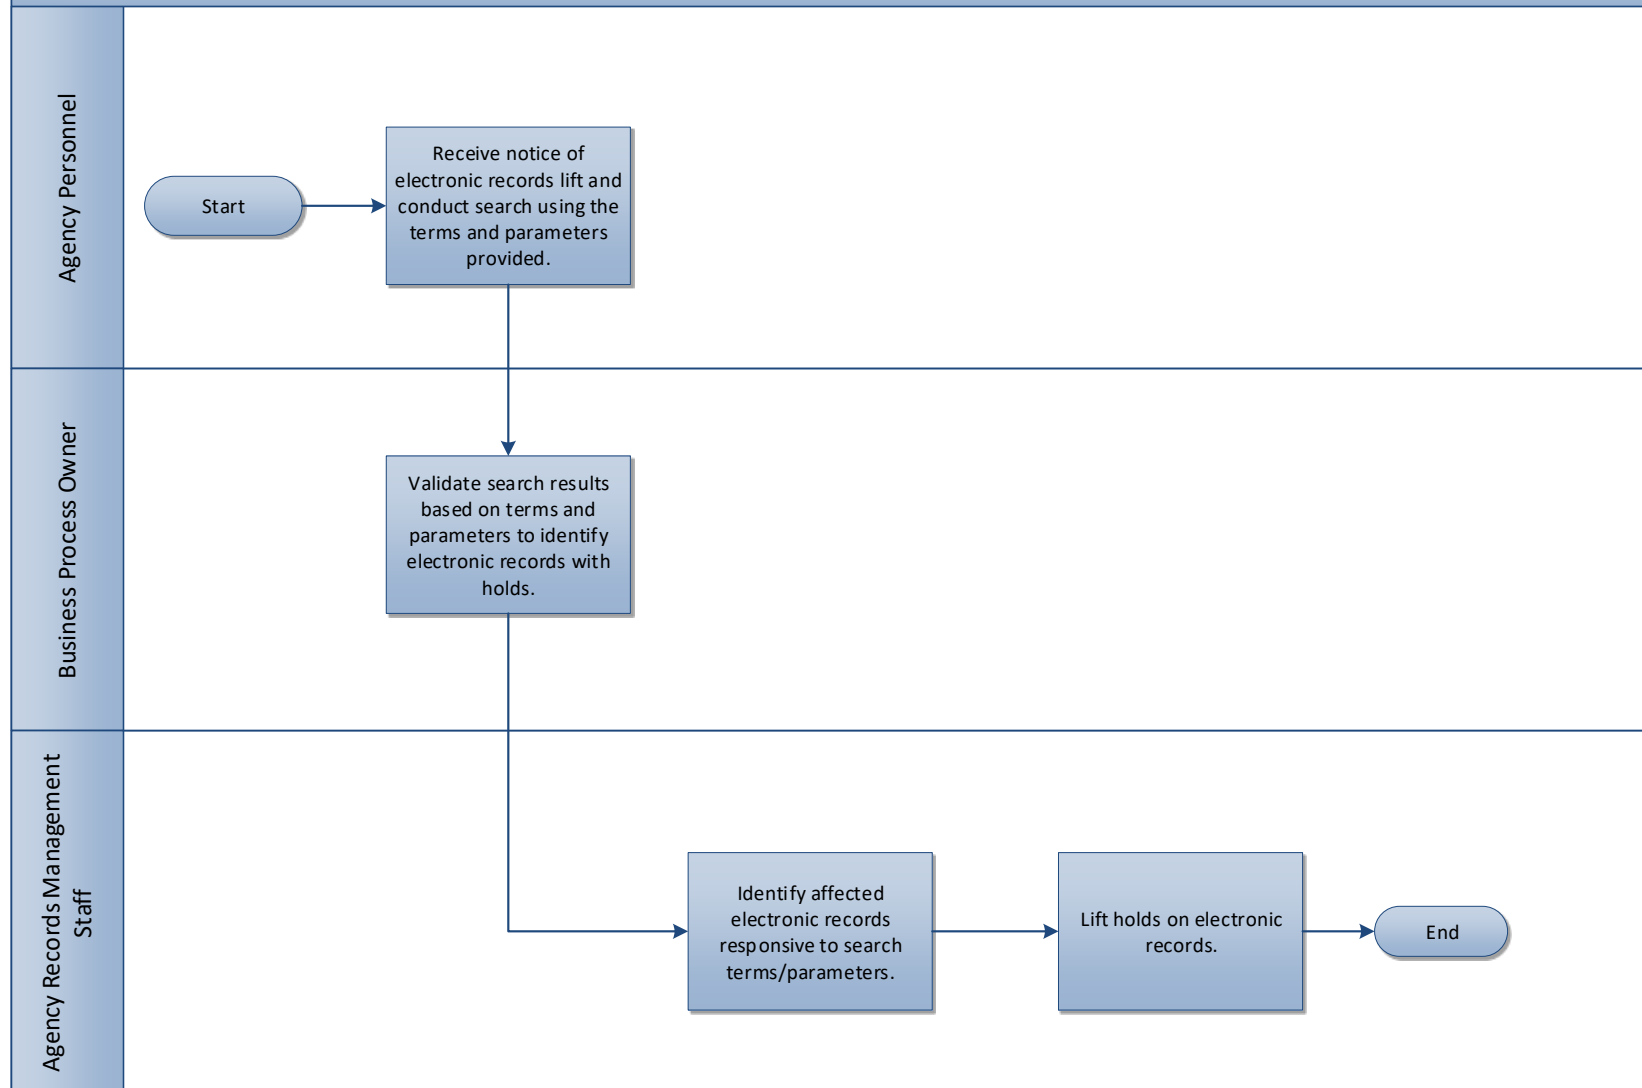 Agency Personnel
Start
Receive notice of
electronic records lift and
conduct search using the
terms and parameters
provided.
Business Process Owner
Validate search results
based on terms and
parameters to identify
electronic records with
holds.
Agency Records Management
Staff
Identify affected
electronic records
responsive to search
terms/parameters.
Lift holds on electronic
records.
End